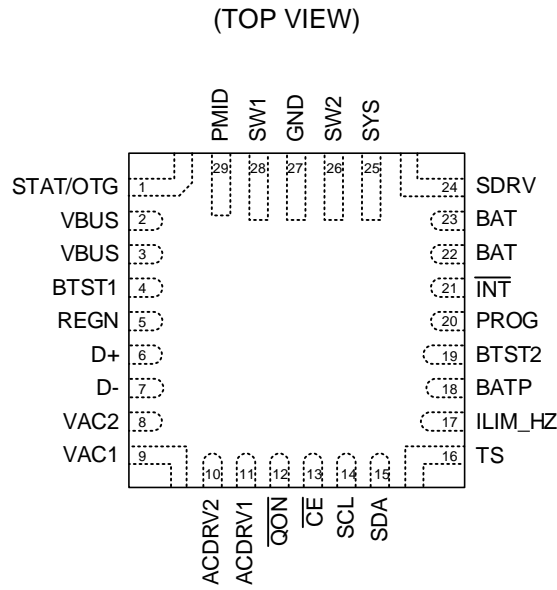 (TOP VIEW)
PMID
SW1
GND
SW2
SYS
29
28
27
26
25
STAT/OTG 1
VBUS 2
VBUS 3
BTST1 4
REGN 5
D+ 6
D- 7
VAC2 8
VAC1 9
24 SDRV
23 BAT
22 BAT
21 INT
20 PROG
19 BTST2
18 BATP
17 ILIM_HZ
16 TS
10
11
12
13
14
15
ACDRV2
ACDRV1
QON
CE
SCL
SDA